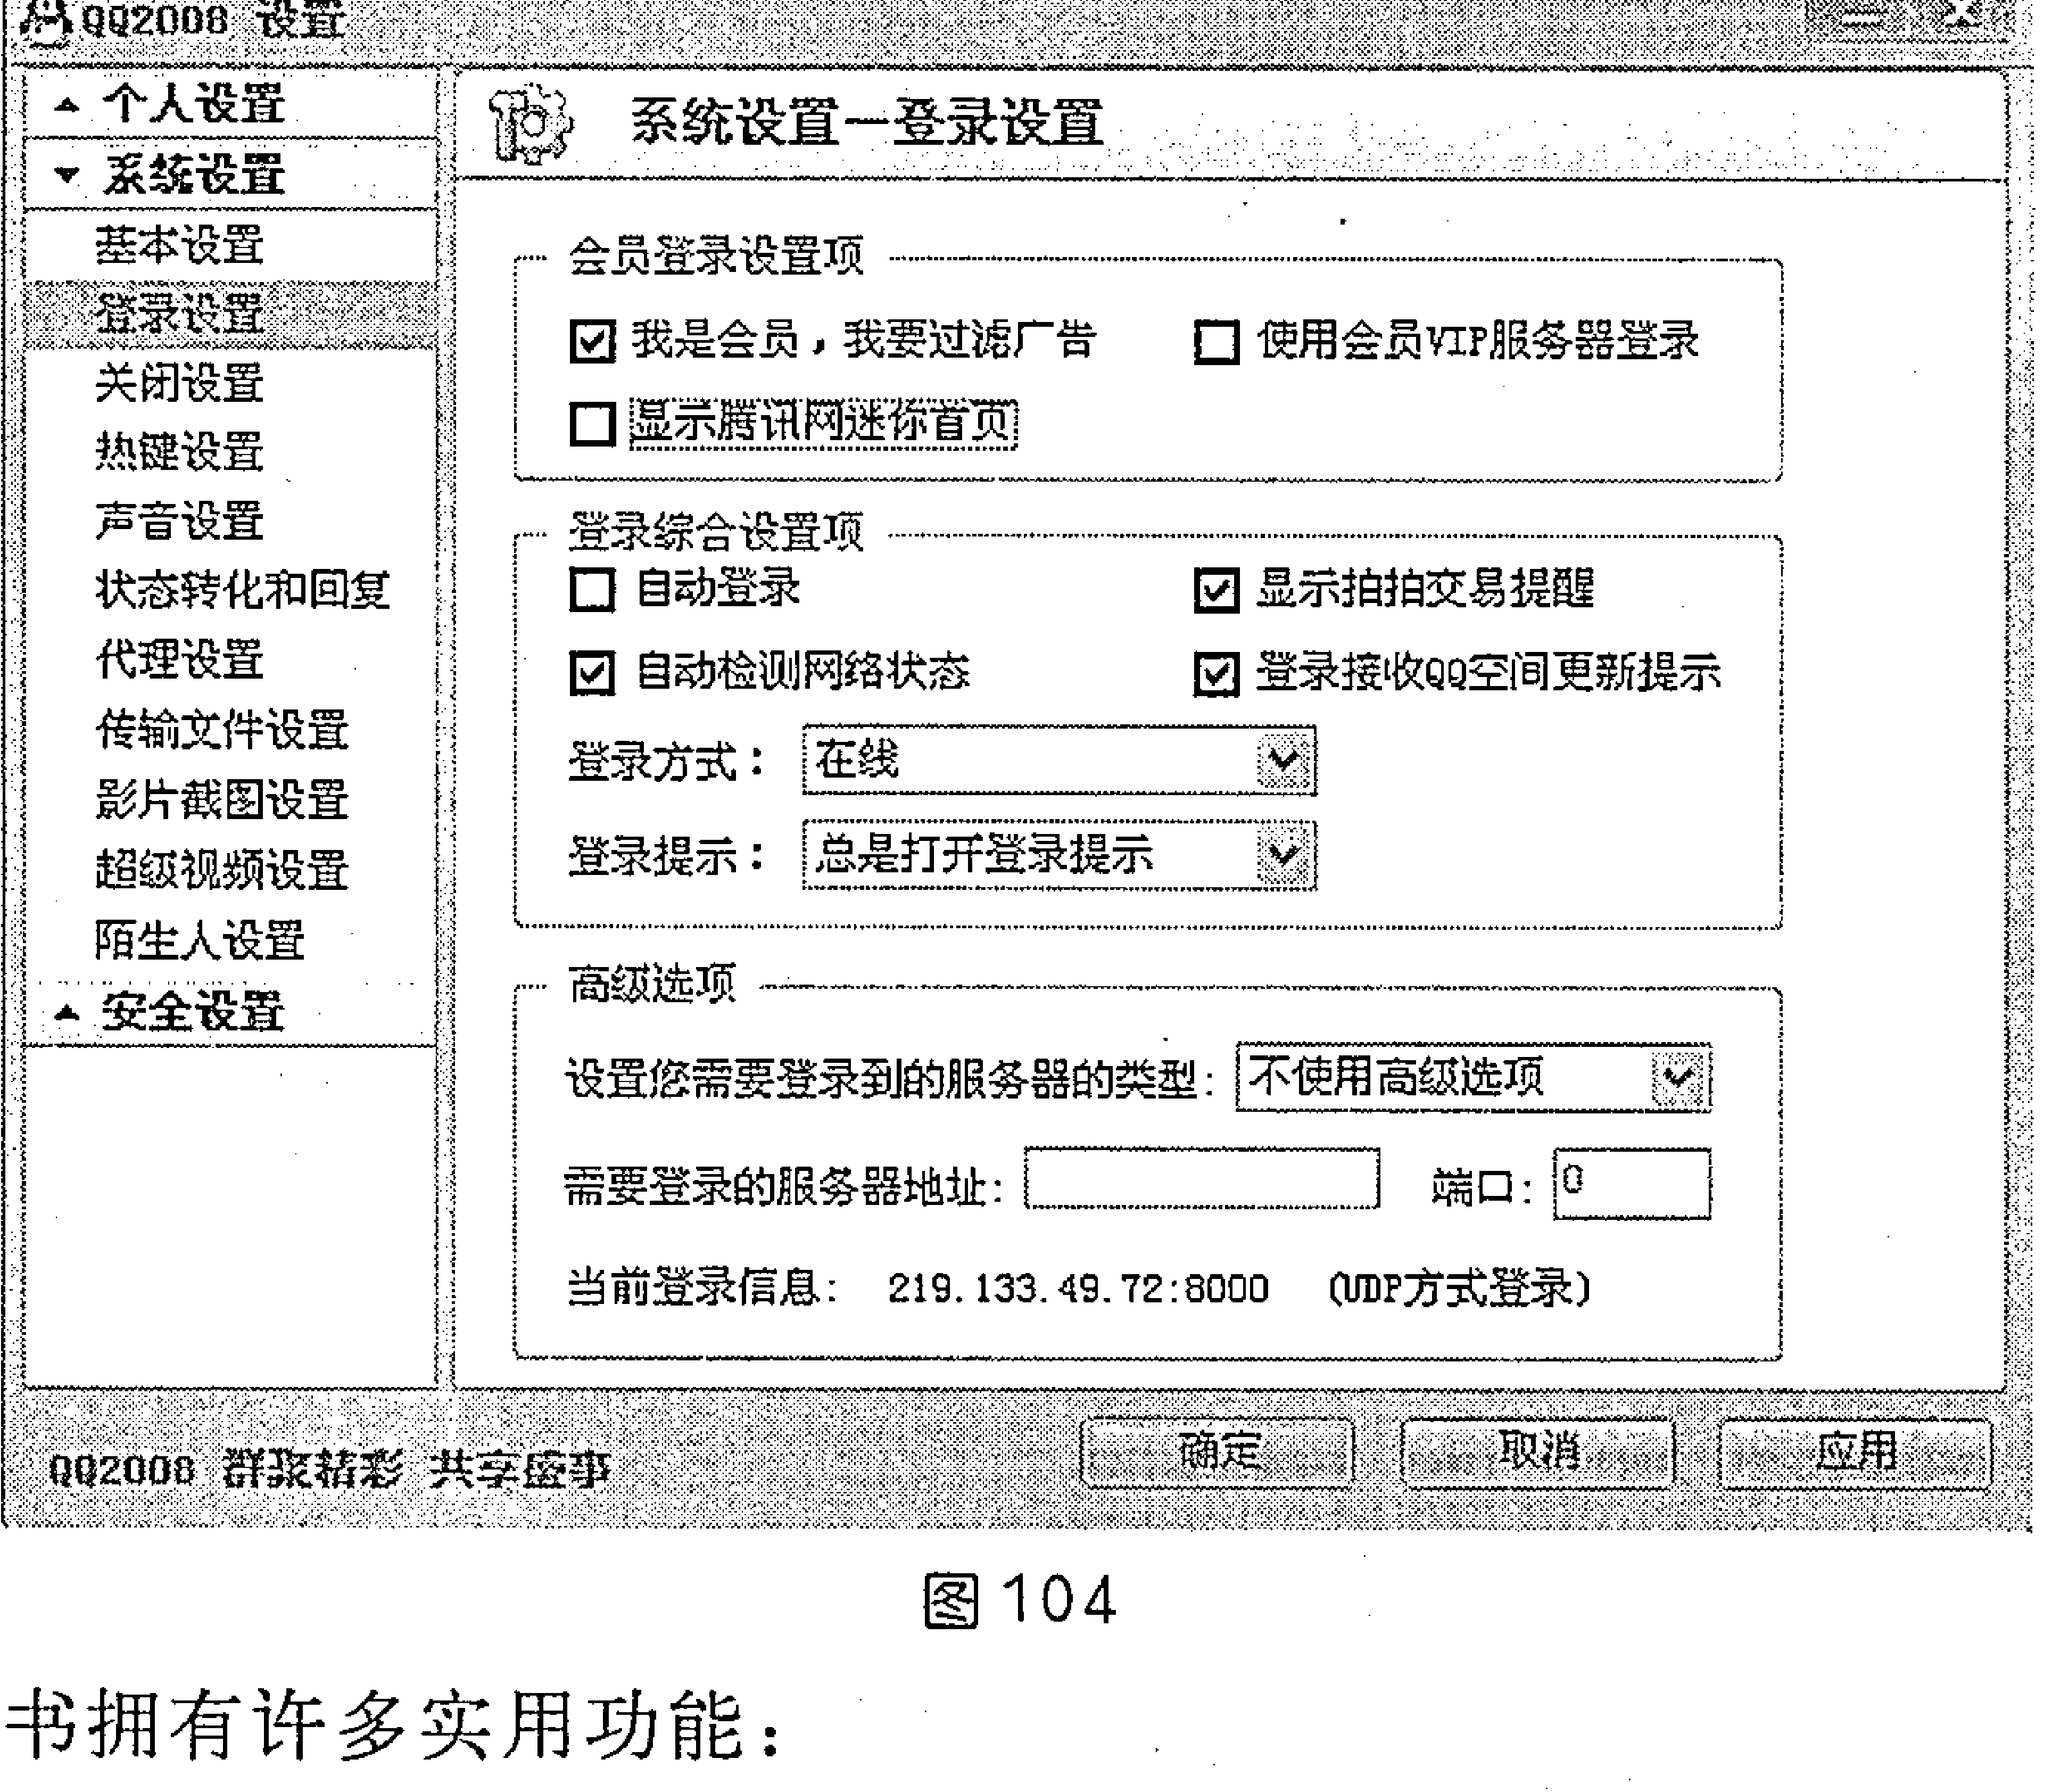 QQ2008 设置
个人设置
系统设置
基本设置
登录设置
关闭设置
热键设置
声音设置
状态转化和回复
代理设置
传输文件设置
影片截图设置
超级视频设置
陌生人设置
安全设置
系统设置—登录设置
会员登录设置项
我是会员，我要过滤广告 使用会员VIP服务器登录
显示腾讯网迷你首页
登录综合设置项
自动登录 显示拍拍交易提醒
自动检测网络状态 登录接收QQ空间更新提示
登录方式： 在线
登录提示： 总是打开登录提示
高级选项
设置您需要登录到的服务器的类型: 不使用高级选项
需要登录的服务器地址: 端口: 0
当前登录信息: 219.133.49.72:8000 (UDP方式登录)
QQ2008 群聚精彩 共享盛事 确定 取消 应用
图104
书拥有许多实用功能：